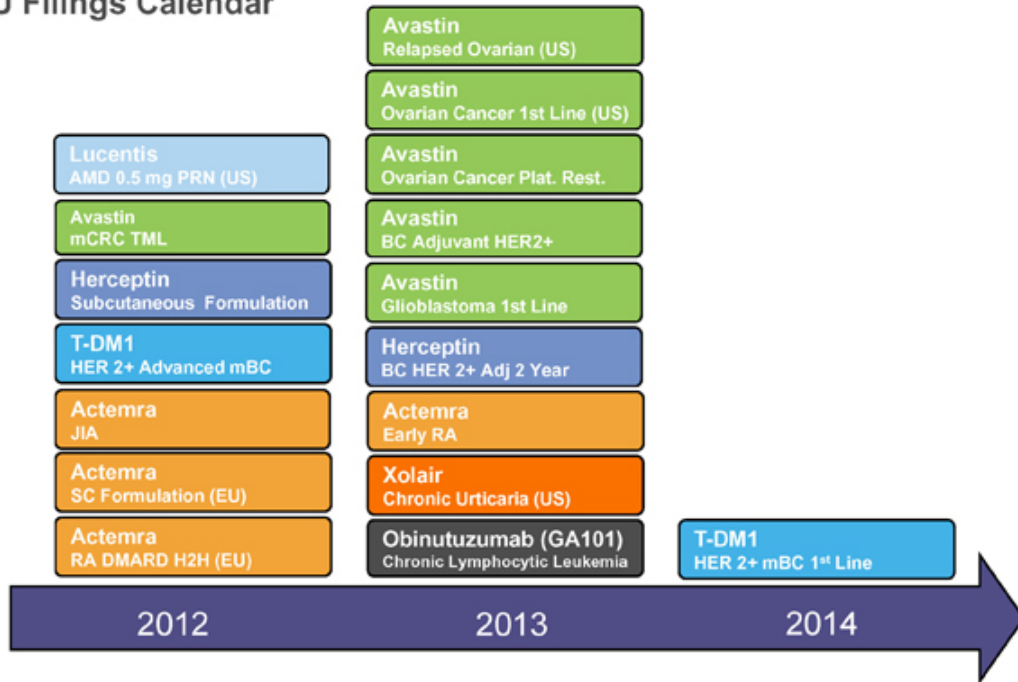 Filings Calendar
Lucentis
AMD 0.5 mg PRN (US)
Avastin
mCRC TML
Herceptin
Subcutaneous Formulation
T-DM1
HER 2+ Advanced mBC
Actemra
JIA
Actemra
SC Formulation (EU)
Actemra
RA DMARD H2H (EU)
Avastin
Relapsed Ovarian (US)
Avastin
Ovarian Cancer 1st Line (US)
Avastin
Ovarian Cancer Plat. Rest.
Avastin
BC Adjuvant HER2+
Avastin
Glioblastoma 1st Line
Herceptin
BC HER 2+ Adj 2 Year
Actemra
Early RA
Xolair
Chronic Urticaria (US)
Obinutuzumab (GA101)
Chronic Lymphocytic Leukemia
T-DM1
HER 2+ mBC 1st Line
2012
2013
2014